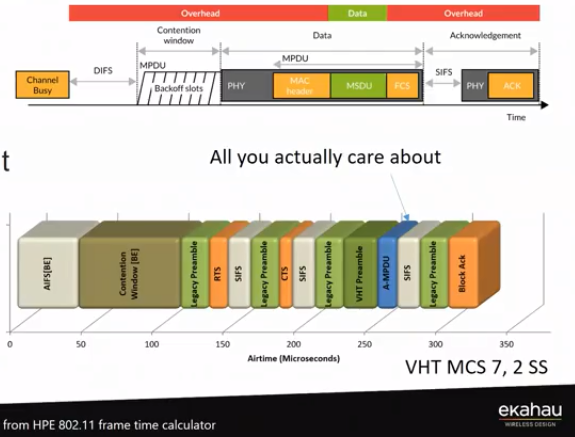 Overhead Data Overhead
Contention
window
Data
Acknowledgement
MPDU
DIFS
MPDU
SIFS
Channel
Busy
Backoff slots
PHY
MAC
header
MSDU
FCS
PHY
ACK
Time
t
All you actually care about
AIFS[BE]
Contention
Window [BE]
Legacy Preamble
RTS
SIFS
Legacy Preamble
CTS
SIFS
Legacy Preamble
VHT Preamble
A-MPDU
SIFS
Legacy Preamble
Block Ack
0 50 100 150 200 250 300 350
Airtime (Microseconds)
VHT MCS 7, 2 SS
from HPE 802.11 frame time calculator
ekahau
WIRELESS DESIGN